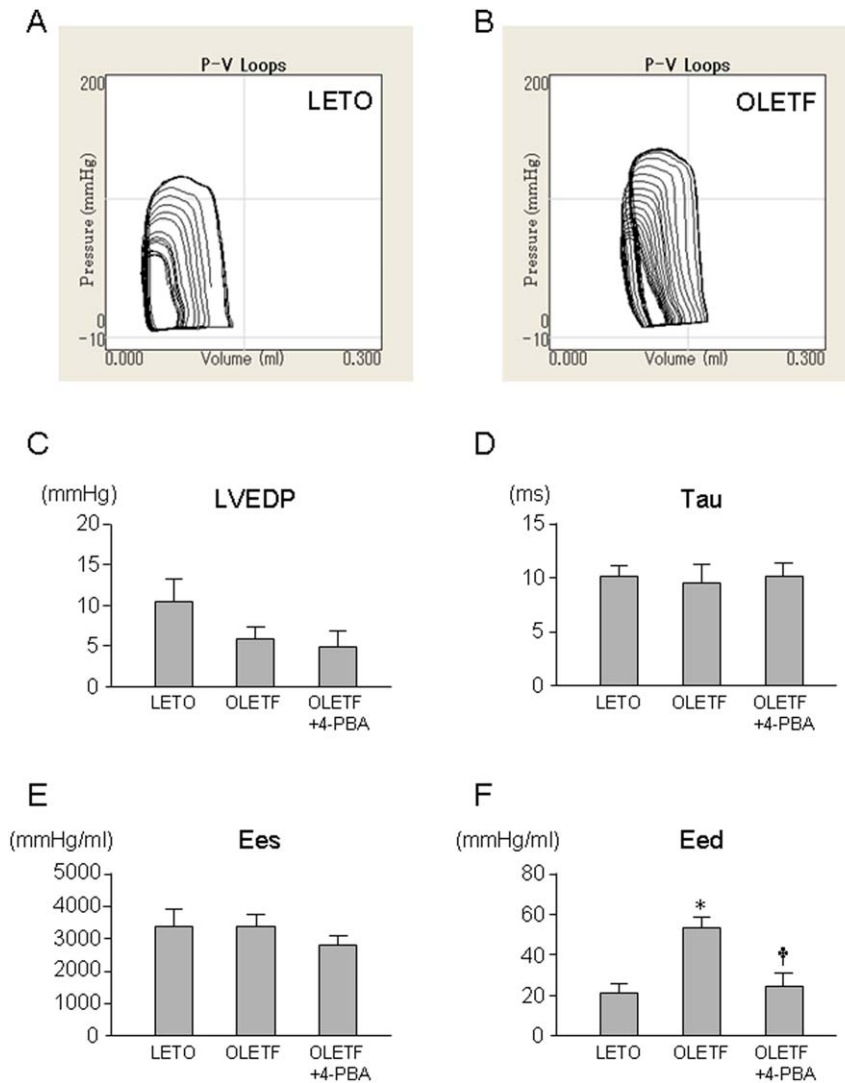 A
P-V Loops
200
LETO
Pressure (mmHg)
0
-10
0.000
Volume (ml)
0.300
B
P-V Loops
200
OLETF
Pressure (mmHg)
0
-10
0.000
Volume (ml)
0.300
C
(mmHg)
LVEDP
20
15
10
5
0
LETO
OLETF
OLETF
+4-PBA
D
(ms)
Tau
15
10
5
0
LETO
OLETF
OLETF
+4-PBA
E
(mmHg/ml)
Ees
5000
4000
3000
2000
1000
0
LETO
OLETF
OLETF
+4-PBA
F
(mmHg/ml)
Eed
80
60
40
20
0
*
†
LETO
OLETF
OLETF
+4-PBA